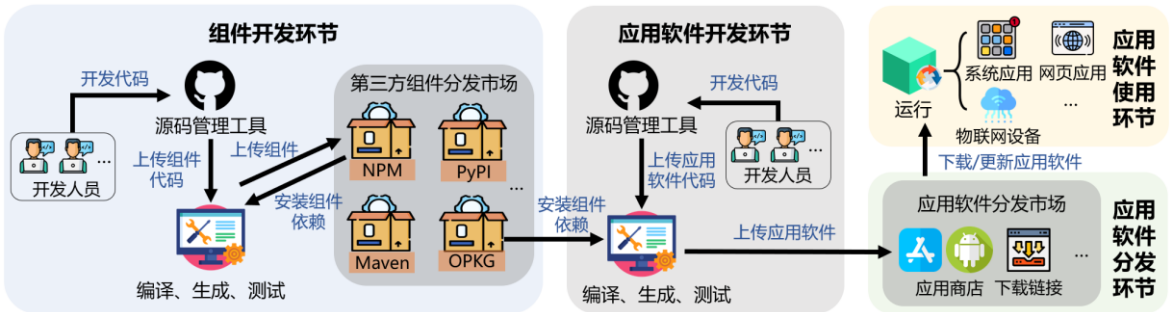 组件开发环节
开发代码
源码管理工具
开发人员
...
上传组件
代码
上传组件
安装组件
依赖
编译、生成、测试
第三方组件分发市场
NPM
PyPI
...
Maven
OPKG
安装组件
依赖
应用软件开发环节
源码管理工具
开发代码
开发人员
...
上传应用
软件代码
编译、生成、测试
上传应用软件
应用
软件
使用
环节
系统应用
网页应用
运行
物联网设备
...
下载/更新应用软件
应用软件分发市场
应用商店
下载链接
...
应用
软件
分发
环节